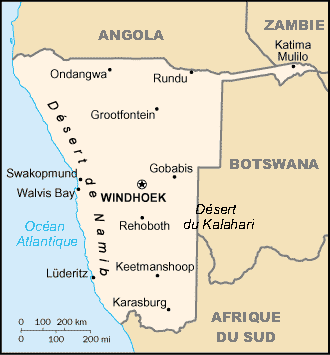 ANGOLA
ZAMBIE
Katima
Mulilo
Ondangwa
Rundu
Grootfontein
BOTSWANA
Gobabis
Swakopmund
Walvis Bay
WINDHOEK
Désert de Namib
Désert
du Kalahari
Rehoboth
Océan
Atlantique
Keetmanshoop
Lüderitz
Karasburg
AFRIQUE
DU SUD
0 100 200 km
0 100 200 mi